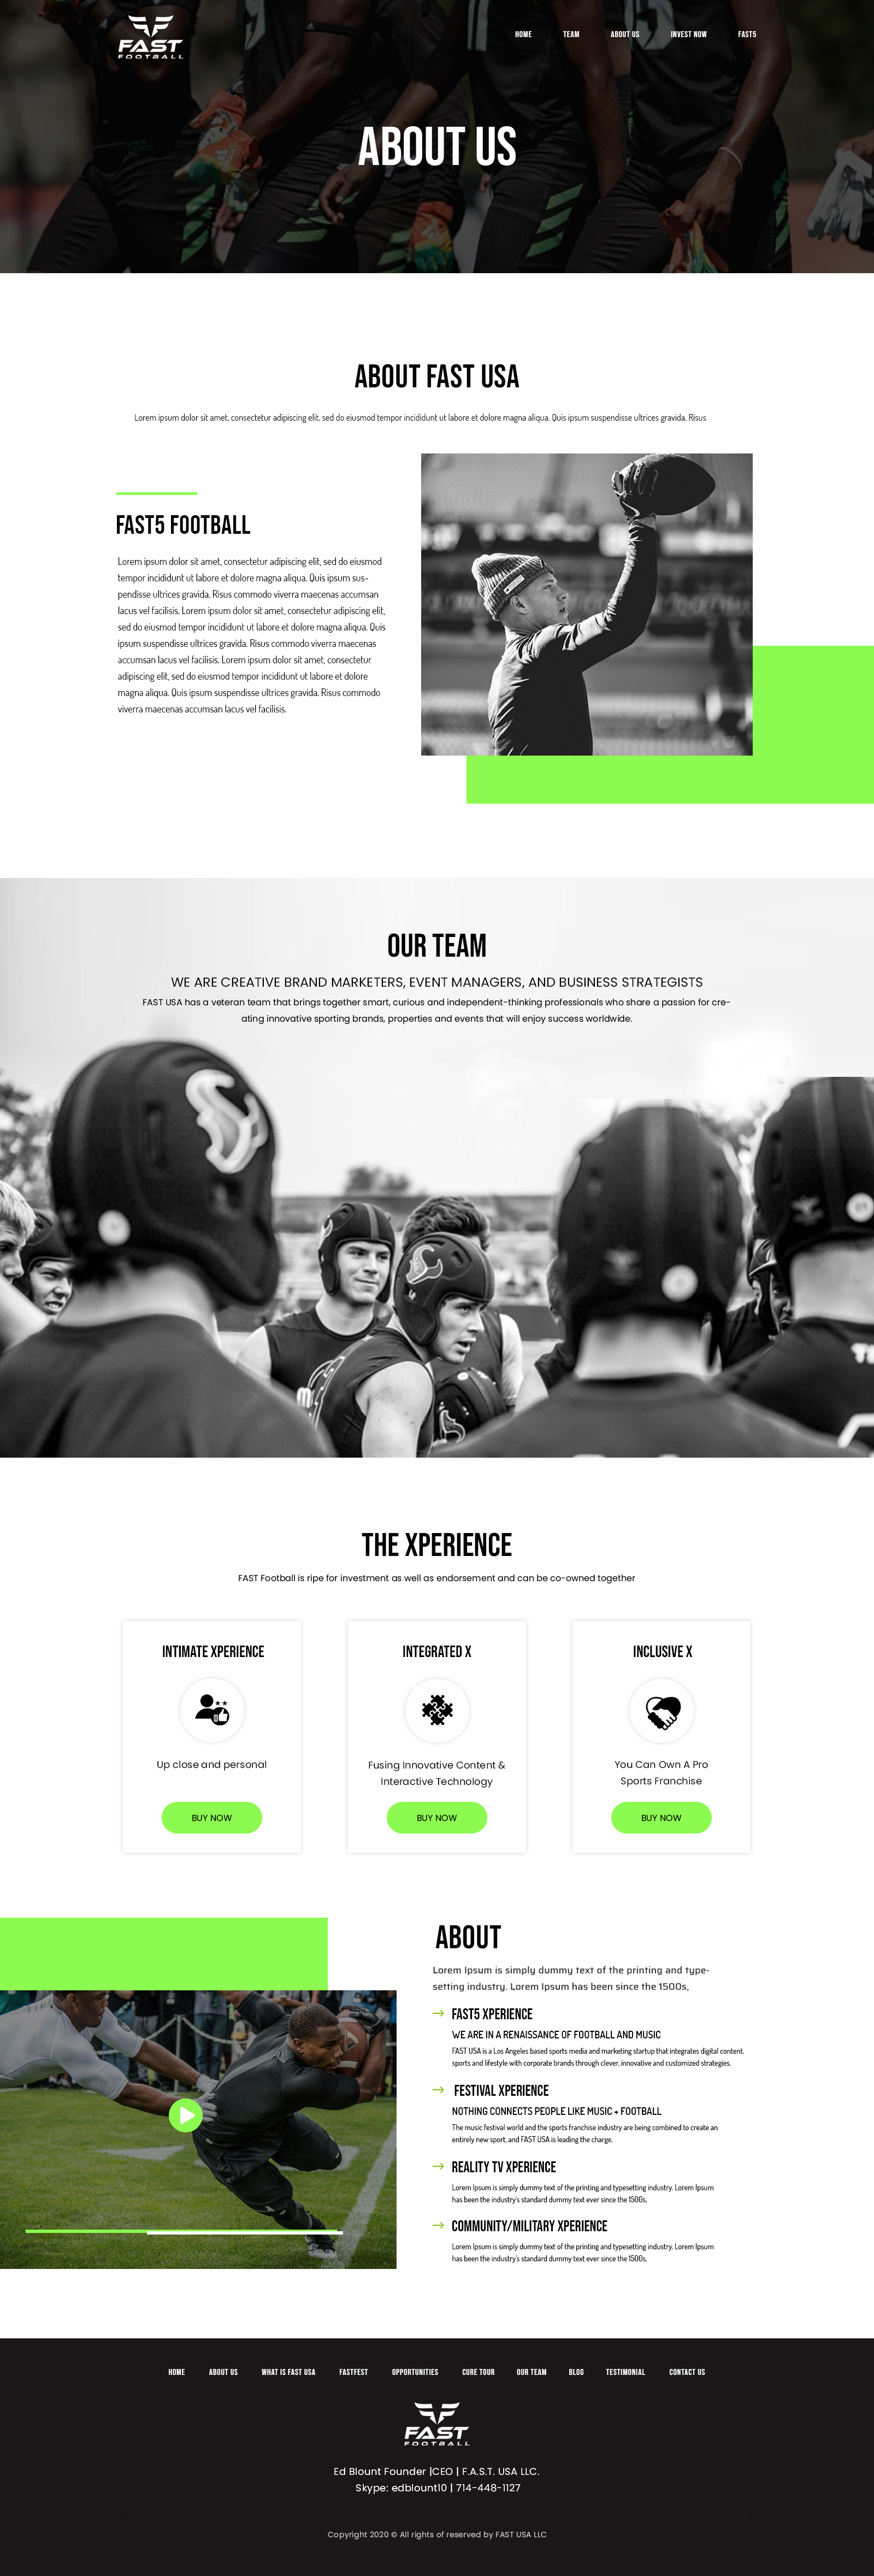 FAST
FOOTBALL
HOME TEAM ABOUT US INVEST NOW FAST5
ABOUT US
ABOUT FAST USA
Lorem ipsum dolor sit amet, consectetur adipiscing elit, sed do eiusmod tempor incididunt ut labore et dolore magna aliqua. Quis ipsum suspendisse ultrices gravida. Risus
FAST5 FOOTBALL
Lorem ipsum dolor sit amet, consectetur adipiscing elit, sed do eiusmod
tempor incididunt ut labore et dolore magna aliqua. Quis ipsum sus-
pendisse ultrices gravida. Risus commodo viverra maecenas accumsan
lacus vel facilisis. Lorem ipsum dolor sit amet, consectetur adipiscing elit,
sed do eiusmod tempor incididunt ut labore et dolore magna aliqua. Quis
ipsum suspendisse ultrices gravida. Risus commodo viverra maecenas
accumsan lacus vel facilisis. Lorem ipsum dolor sit amet, consectetur
adipiscing elit, sed do eiusmod tempor incididunt ut labore et dolore
magna aliqua. Quis ipsum suspendisse ultrices gravida. Risus commodo
viverra maecenas accumsan lacus vel facilisis.
OUR TEAM
WE ARE CREATIVE BRAND MARKETERS, EVENT MANAGERS, AND BUSINESS STRATEGISTS
FAST USA has a veteran team that brings together smart, curious and independent-thinking professionals who share a passion for cre-
ating innovative sporting brands, properties and events that will enjoy success worldwide.
THE XPERIENCE
FAST Football is ripe for investment as well as endorsement and can be co-owned together
INTIMATE XPERIENCE
Up close and personal
BUY NOW
INTEGRATED X
Fusing Innovative Content &
Interactive Technology
BUY NOW
INCLUSIVE X
You Can Own A Pro
Sports Franchise
BUY NOW
ABOUT
Lorem Ipsum is simply dummy text of the printing and type-
setting industry. Lorem Ipsum has been since the 1500s,
FAST5 XPERIENCE
WE ARE IN A RENAISSANCE OF FOOTBALL AND MUSIC
FAST USA is a Los Angeles based sports media and marketing startup that integrates digital content,
sports and lifestyle with corporate brands through clever, innovative and customized strategies.
FESTIVAL XPERIENCE
NOTHING CONNECTS PEOPLE LIKE MUSIC + FOOTBALL
The music festival world and the sports franchise industry are being combined to create an
entirely new sport, and FAST USA is leading the charge.
REALITY TV XPERIENCE
Lorem Ipsum is simply dummy text of the printing and typesetting industry. Lorem Ipsum
has been the industry's standard dummy text ever since the 1500s,
COMMUNITY/MILITARY XPERIENCE
Lorem Ipsum is simply dummy text of the printing and typesetting industry. Lorem Ipsum
has been the industry's standard dummy text ever since the 1500s,
HOME ABOUT US WHAT IS FAST USA FASTFEST OPPORTUNITIES CURE TOUR OUR TEAM BLOG TESTIMONIAL CONTACT US
FAST
FOOTBALL
Ed Blount Founder |CEO | F.A.S.T. USA LLC.
Skype: edblount10 | 714-448-1127
Copyright 2020 © All rights of reserved by FAST USA LLC